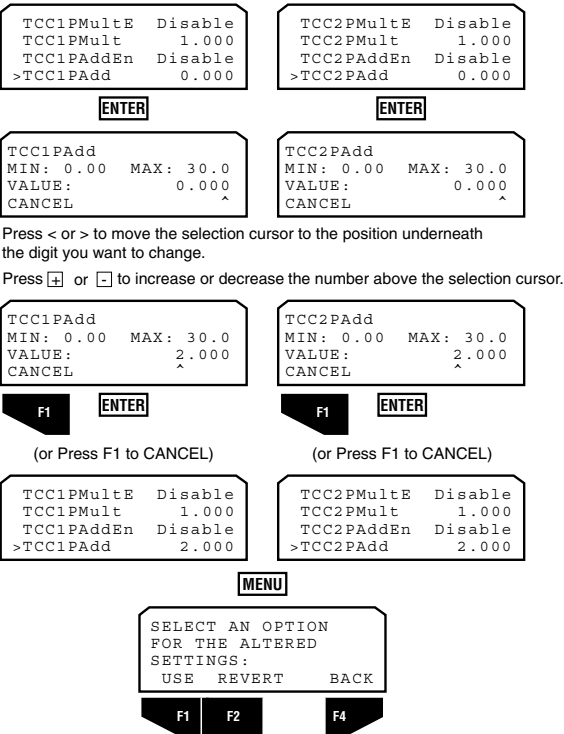 TCC1PMultE Disable
TCC1PMult 1.000
TCC1PAddEn Disable
>TCC1PAdd 0.000
TCC2PMultE Disable
TCC2PMult 1.000
TCC2PAddEn Disable
>TCC2PAdd 0.000
ENTER
ENTER
TCC1PAdd
MIN: 0.00 MAX: 30.0
VALUE: 0.000
CANCEL ^
TCC2PAdd
MIN: 0.00 MAX: 30.0
VALUE: 0.000
CANCEL ^
Press < or > to move the selection cursor to the position underneath
the digit you want to change.
Press + or - to increase or decrease the number above the selection cursor.
TCC1PAdd
MIN: 0.00 MAX: 30.0
VALUE: 2.000
CANCEL ^
TCC2PAdd
MIN: 0.00 MAX: 30.0
VALUE: 2.000
CANCEL ^
F1 ENTER
F1 ENTER
(or Press F1 to CANCEL)
(or Press F1 to CANCEL)
TCC1PMultE Disable
TCC1PMult 1.000
TCC1PAddEn Disable
>TCC1PAdd 2.000
TCC2PMultE Disable
TCC2PMult 1.000
TCC2PAddEn Disable
>TCC2PAdd 2.000
MENU
SELECT AN OPTION
FOR THE ALTERED
SETTINGS:
USE REVERT BACK
F1 F2 F4